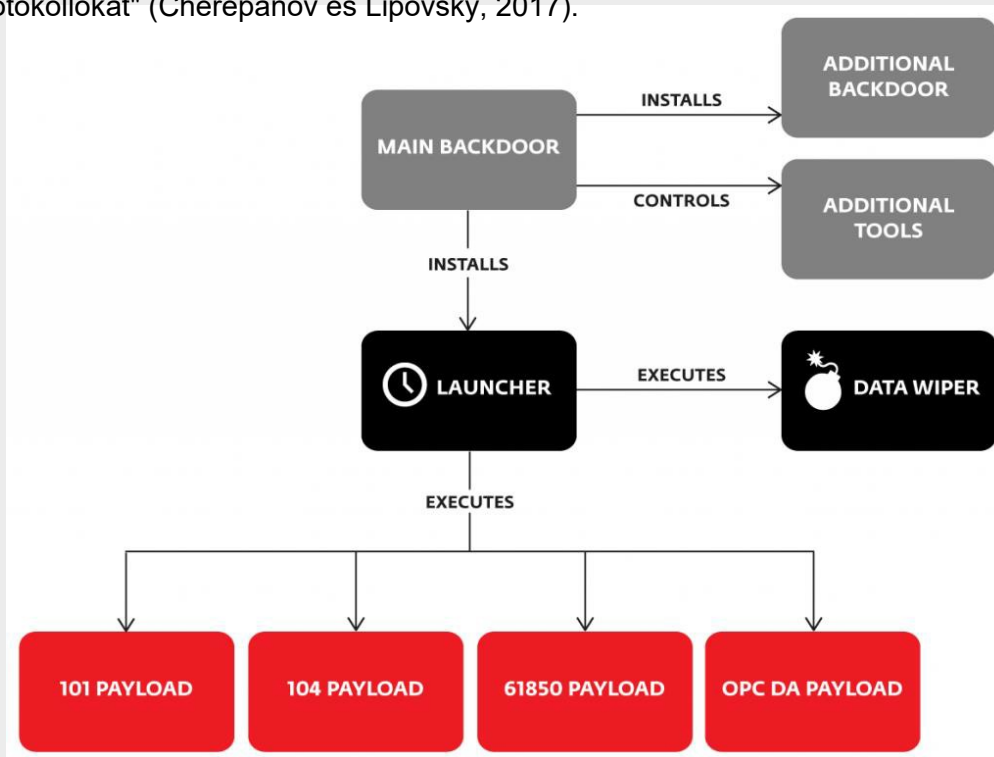 otokollokat" (Cherepanov és Lipovsky, 2017).
ADDITIONAL
BACKDOOR
INSTALLS
MAIN BACKDOOR
CONTROLS
ADDITIONAL
TOOLS
INSTALLS
LAUNCHER
EXECUTES
DATA WIPER
EXECUTES
101 PAYLOAD
104 PAYLOAD
61850 PAYLOAD
OPC DA PAYLOAD